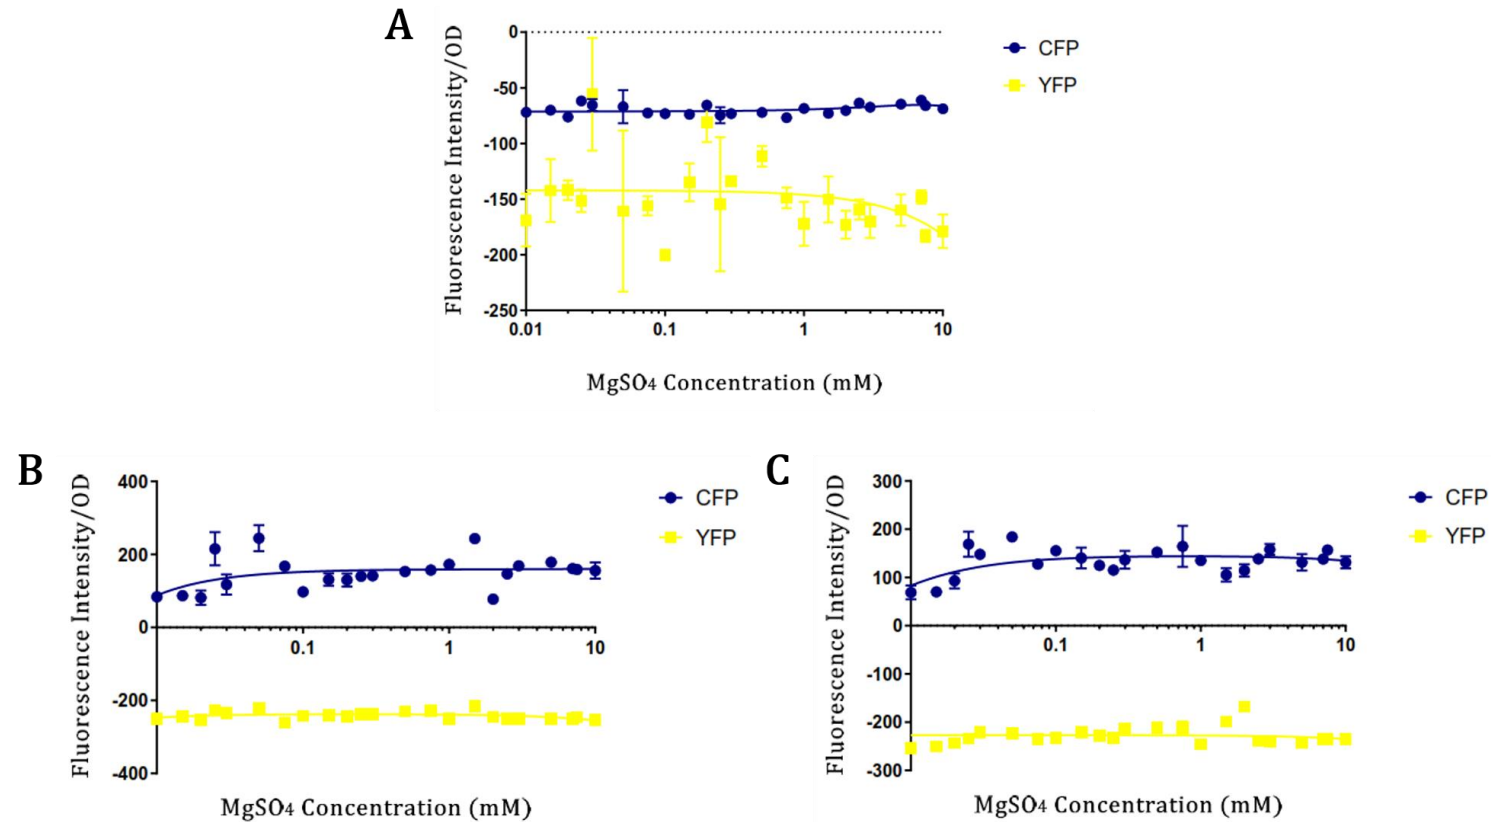 A
Fluorescence Intensity/OD
0
-50
-100
-150
-200
-250
0.01
0.1
1
10
MgSO4 Concentration (mM)
CFP
YFP
B
Fluorescence Intensity/OD
400
200
0
-200
-400
0.1
1
10
MgSO4 Concentration (mM)
CFP
YFP
C
Fluorescence Intensity/OD
300
200
100
0
-100
-200
-300
0.1
1
10
MgSO4 Concentration (mM)
CFP
YFP